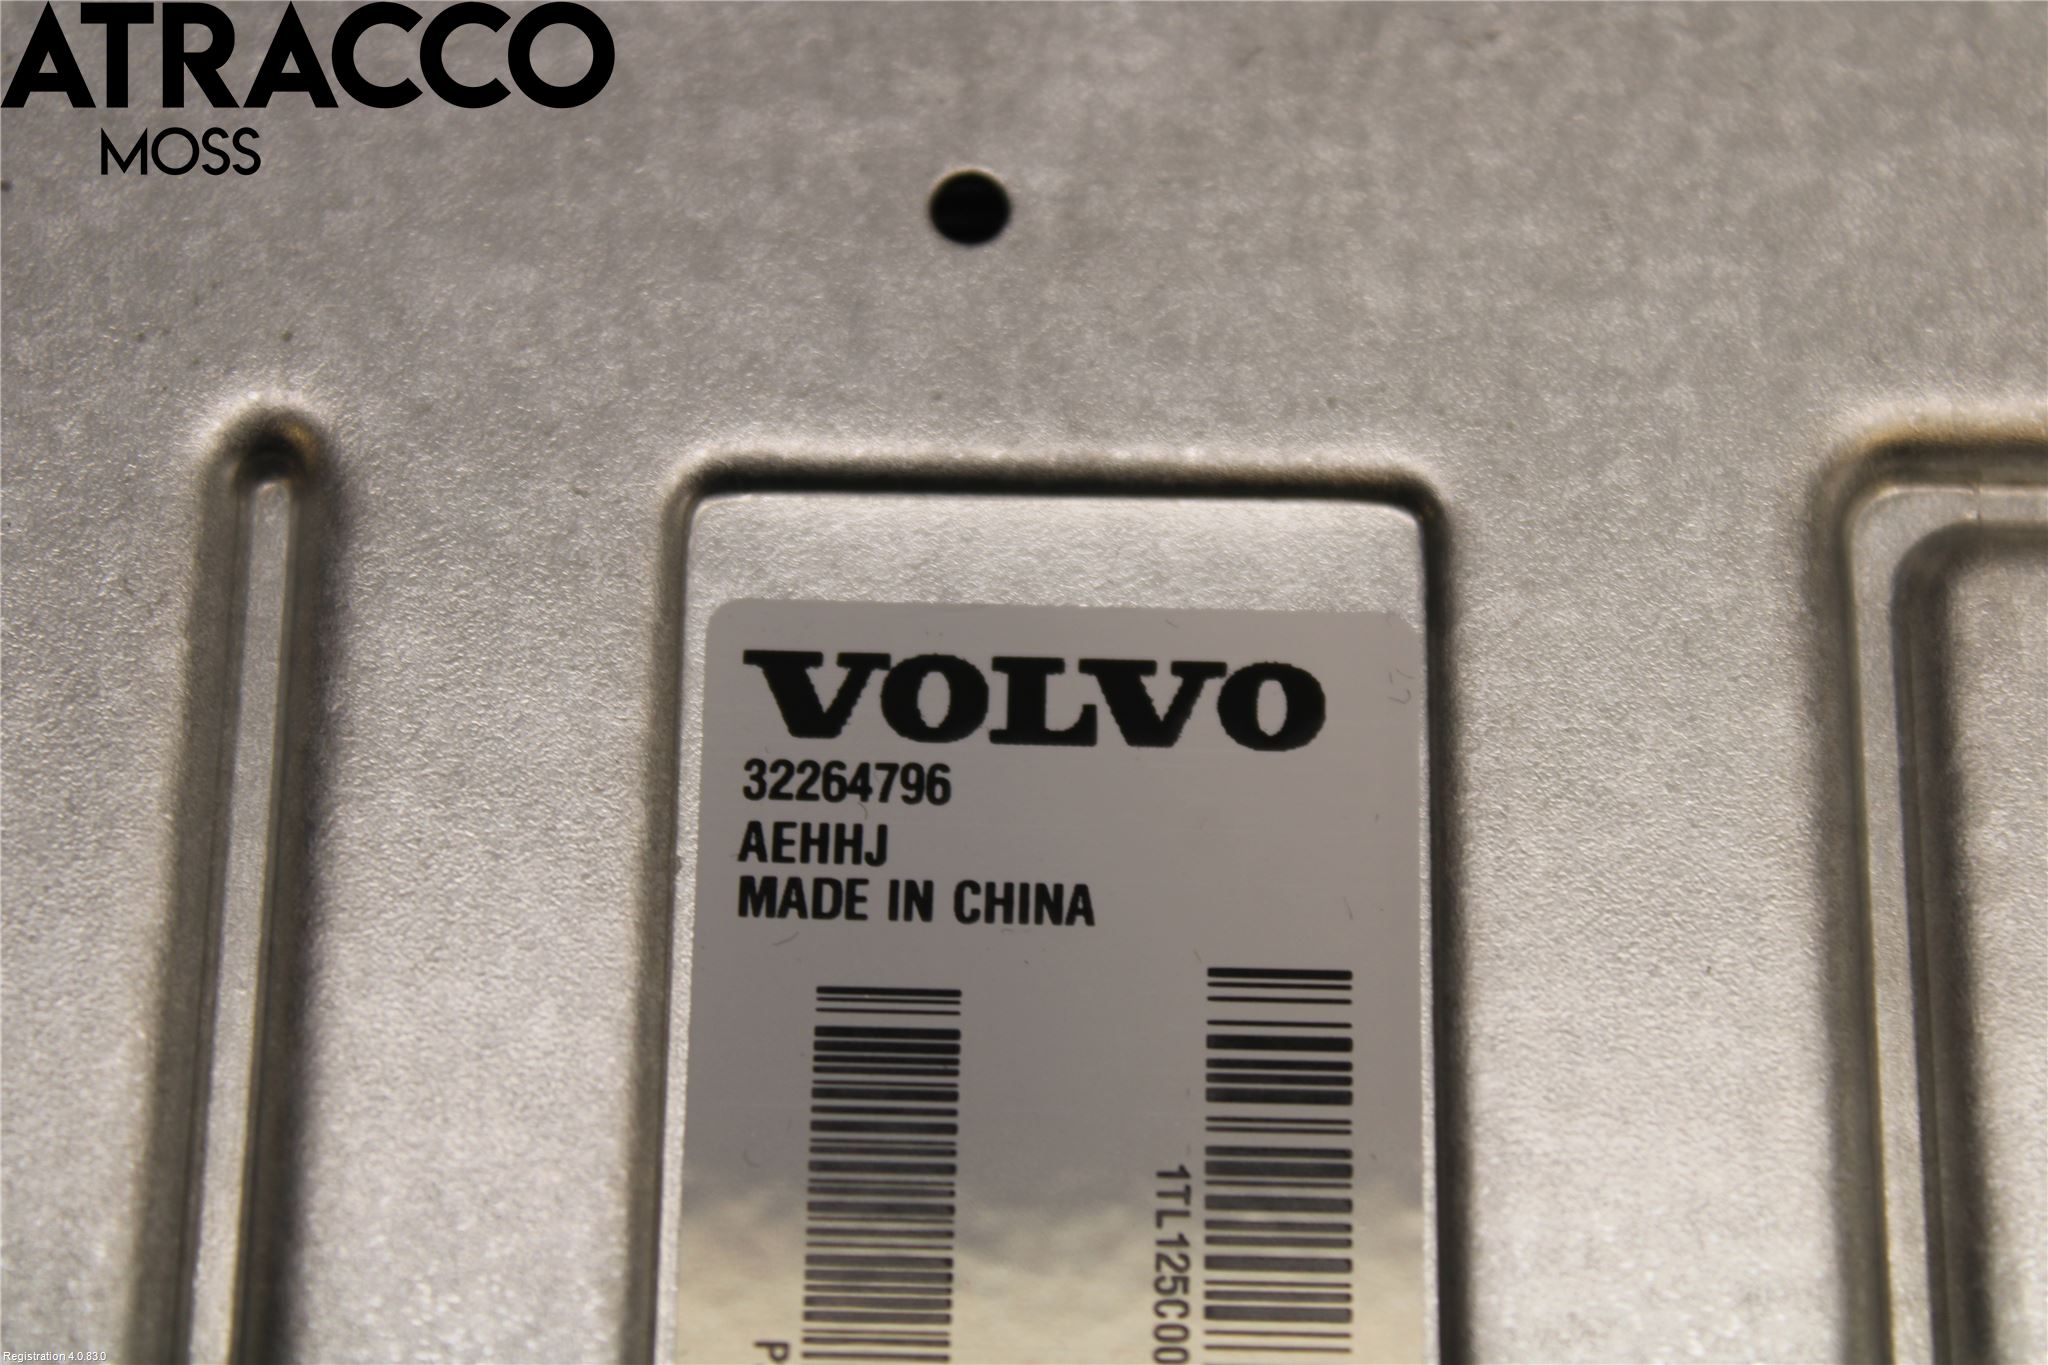 ATRACCO
MOSS
VOLVO
32264796
AEHHJ
MADE IN CHINA
1TL125C00
P
Registration 4.0.83.0